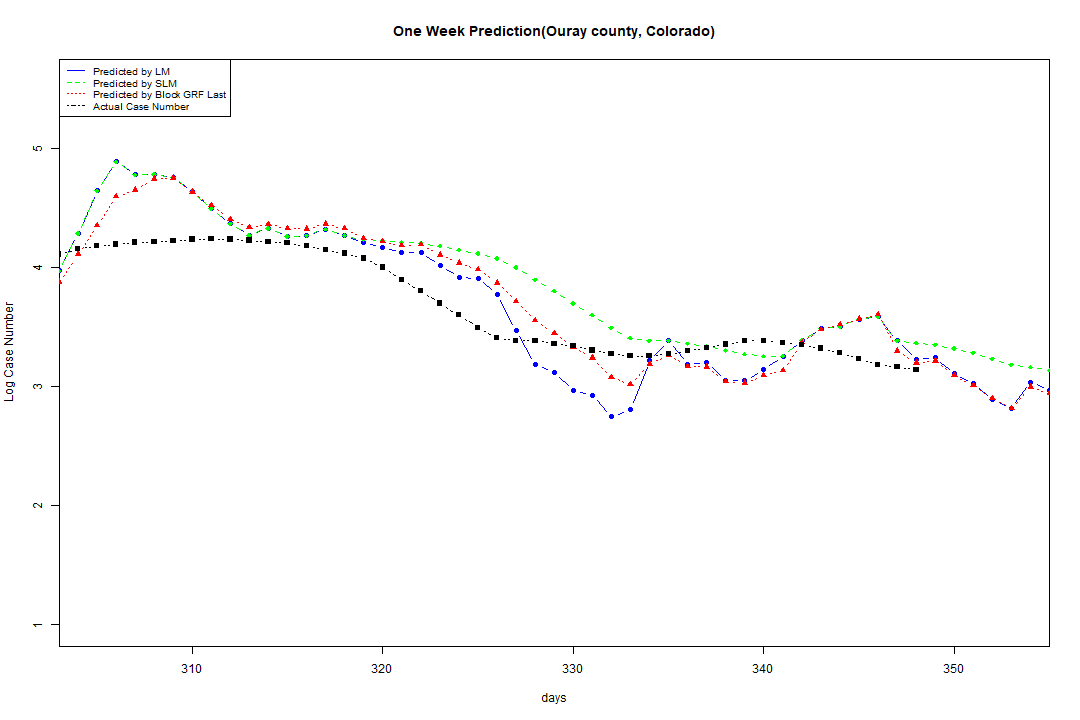 One Week Prediction(Ouray county, Colorado)
Predicted by LM
Predicted by SLM
Predicted by Block GRF Last
Actual Case Number
Log Case Number
5
4
3
2
1
310 320 330 340 350
days